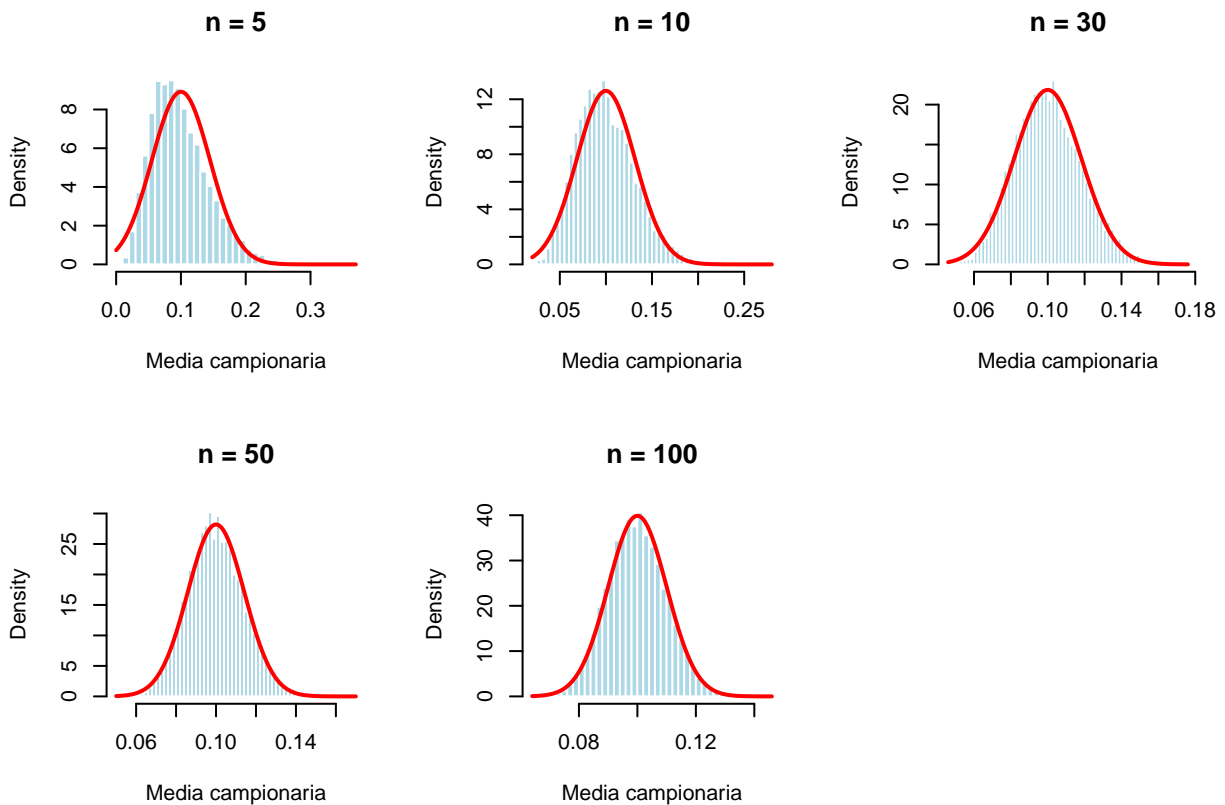 n = 5
Density
0 2 4 6 8
0.0 0.1 0.3
Media campionaria
n = 10
Density
0 4 8 12
0.05 0.15 0.25
Media campionaria
n = 30
Density
0 5 10 20
0.06 0.10 0.14 0.18
Media campionaria
n = 50
Density
0 5 15 25
0.06 0.10 0.14
Media campionaria
n = 100
Density
0 10 20 30 40
0.08 0.12
Media campionaria